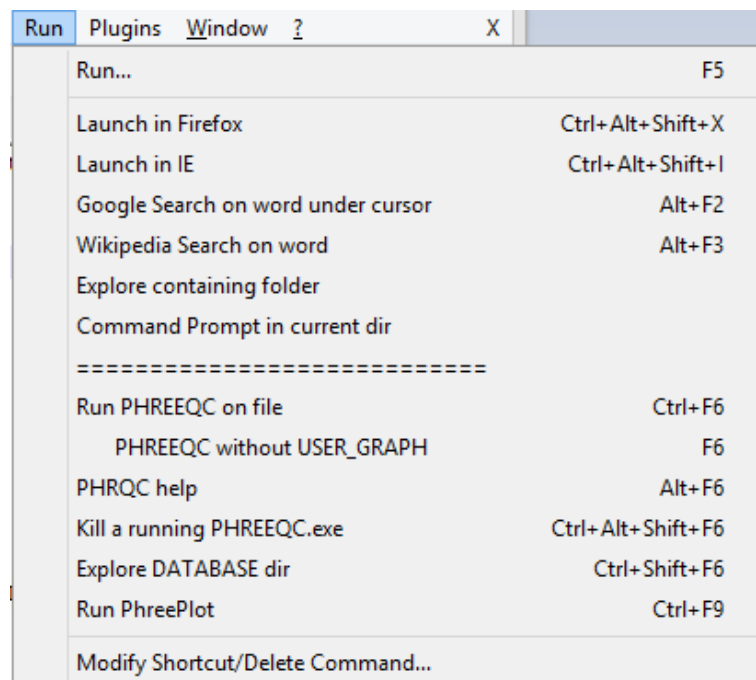 Run Plugins Window ? X
Run... F5
Launch in Firefox Ctrl+Alt+Shift+X
Launch in IE Ctrl+Alt+Shift+I
Google Search on word under cursor Alt+F2
Wikipedia Search on word Alt+F3
Explore containing folder
Command Prompt in current dir
============================
Run PHREEQC on file Ctrl+F6
PHREEQC without USER_GRAPH F6
PHRQC help Alt+F6
Kill a running PHREEQC.exe Ctrl+Alt+Shift+F6
Explore DATABASE dir Ctrl+Shift+F6
Run PhreePlot Ctrl+F9
Modify Shortcut/Delete Command...